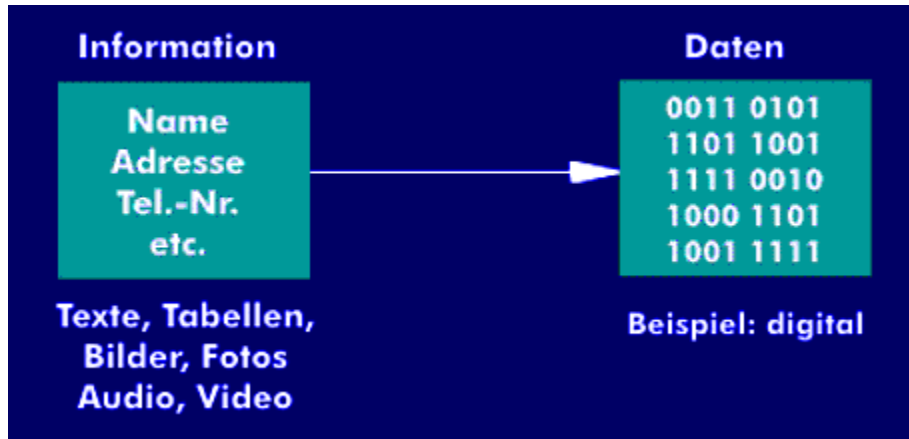 Information
Name
Adresse
Tel.-Nr.
etc.
Texte, Tabellen,
Bilder, Fotos
Audio, Video
Daten
0011 0101
1101 1001
1111 0010
1000 1101
1001 1111
Beispiel: digital